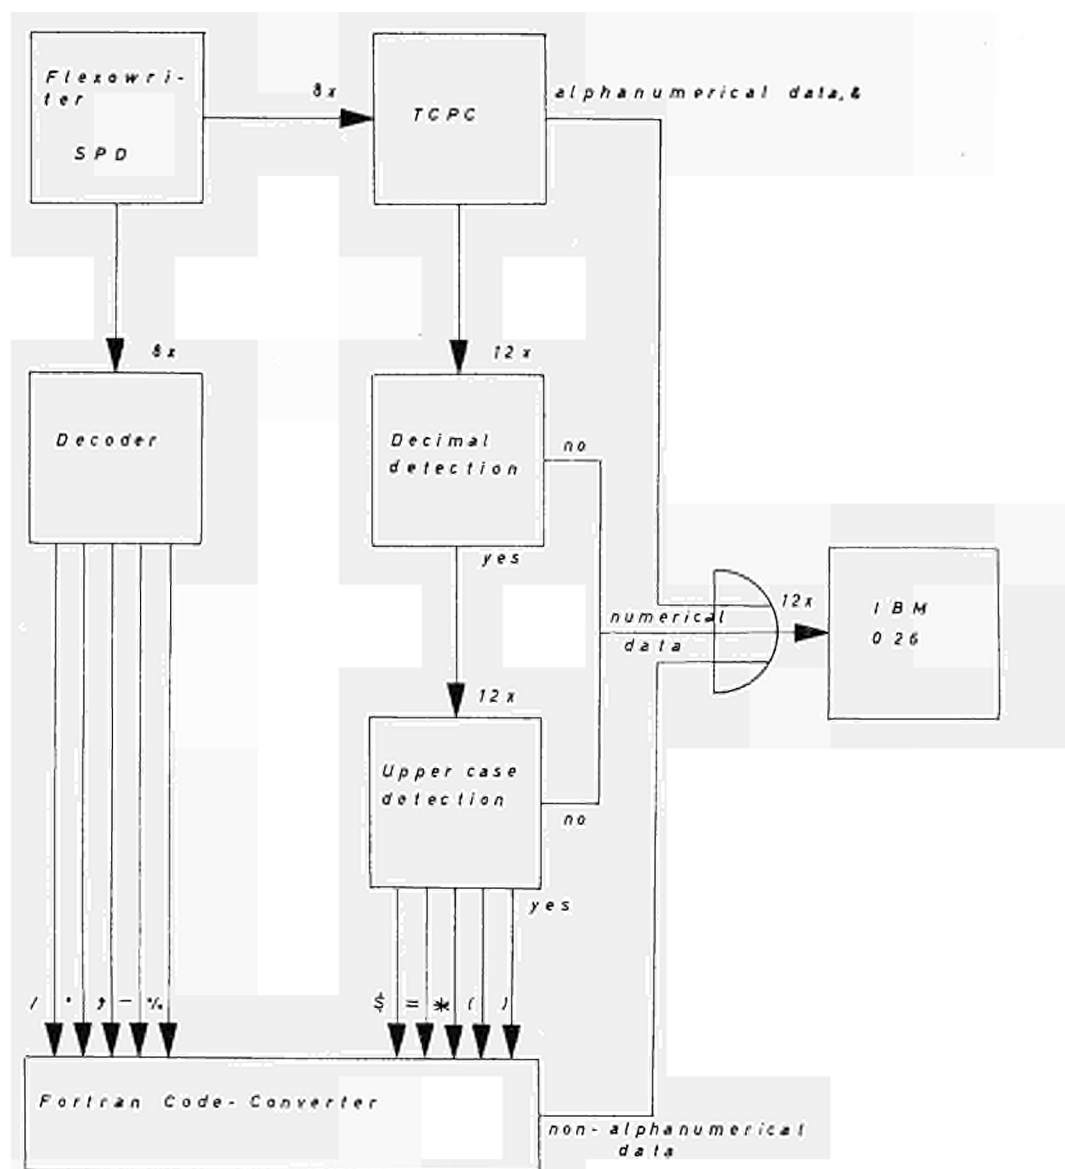 Flexowri-
ter
SPD
8x
TCPC
alphanumerical data,&
8x
Decoder
12x
Decimal
detection
no
yes
numerical
data
12x
IBM
026
12x
Upper case
detection
no
yes
/ . , - %
$ = * ( )
Fortran Code-Converter
non-alphanumerical
data